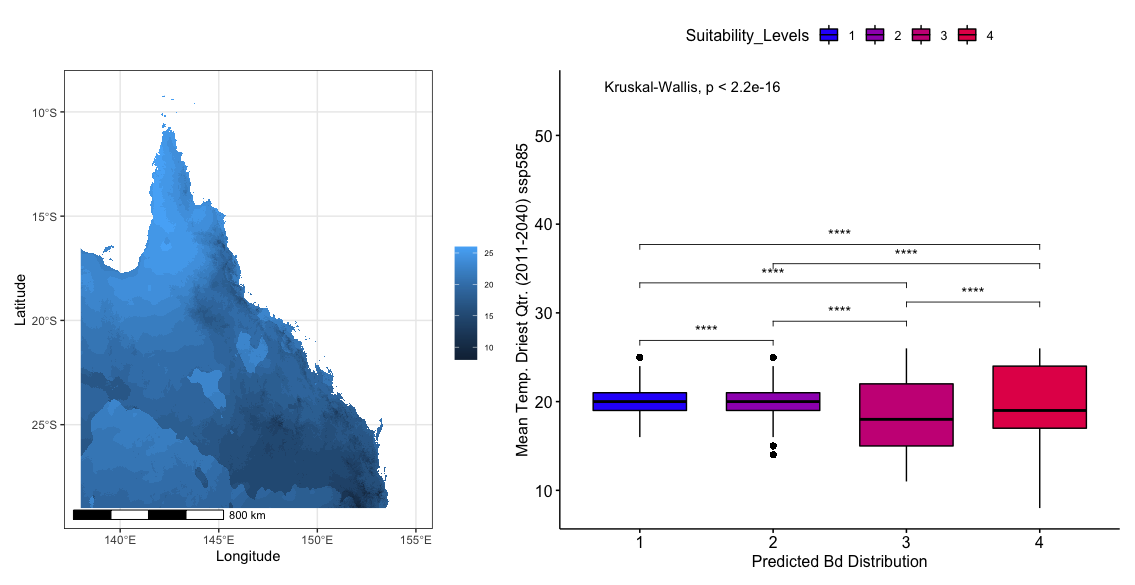 10°S
15°S
20°S
25°S
Latitude
140°E
145°E
150°E
155°E
Longitude
800 km
25
20
15
10
Suitability_Levels 1 2 3 4
Kruskal-Wallis, p < 2.2e-16
Mean Temp. Driest Qtr. (2011-2040) ssp585
50
40
30
20
10
****
****
****
****
****
****
1
2
3
4
Predicted Bd Distribution